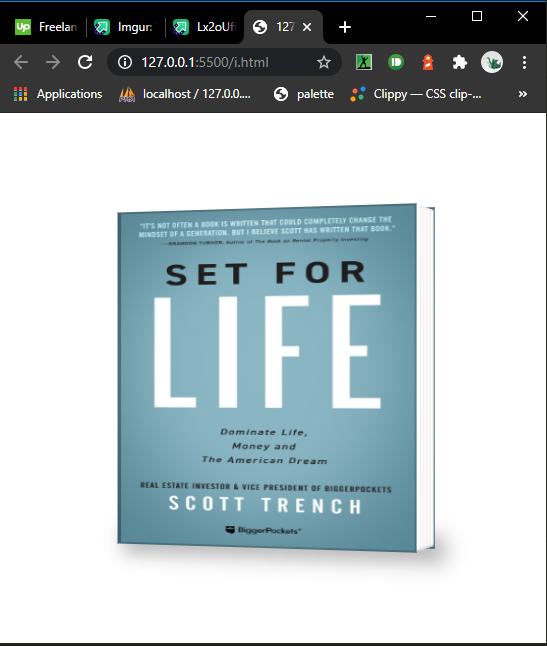 Freelan
Imgur:
Lx2oUf
127
127.0.0.1:5500/i.html
Applications
localhost / 127.0.0....
palette
Clippy — CSS clip-...
"IT'S NOT OFTEN A BOOK IS WRITTEN THAT COULD COMPLETELY CHANGE THE
MINDSET OF A GENERATION. BUT I BELIEVE SCOTT HAS WRITTEN THAT BOOK."
—BRANDON TURNER, Author of The Book on Rental Property Investing
SET FOR
LIFE
Dominate Life,
Money and
The American Dream
REAL ESTATE INVESTOR & VICE PRESIDENT OF BIGGERPOCKETS
SCOTT TRENCH
BiggerPockets